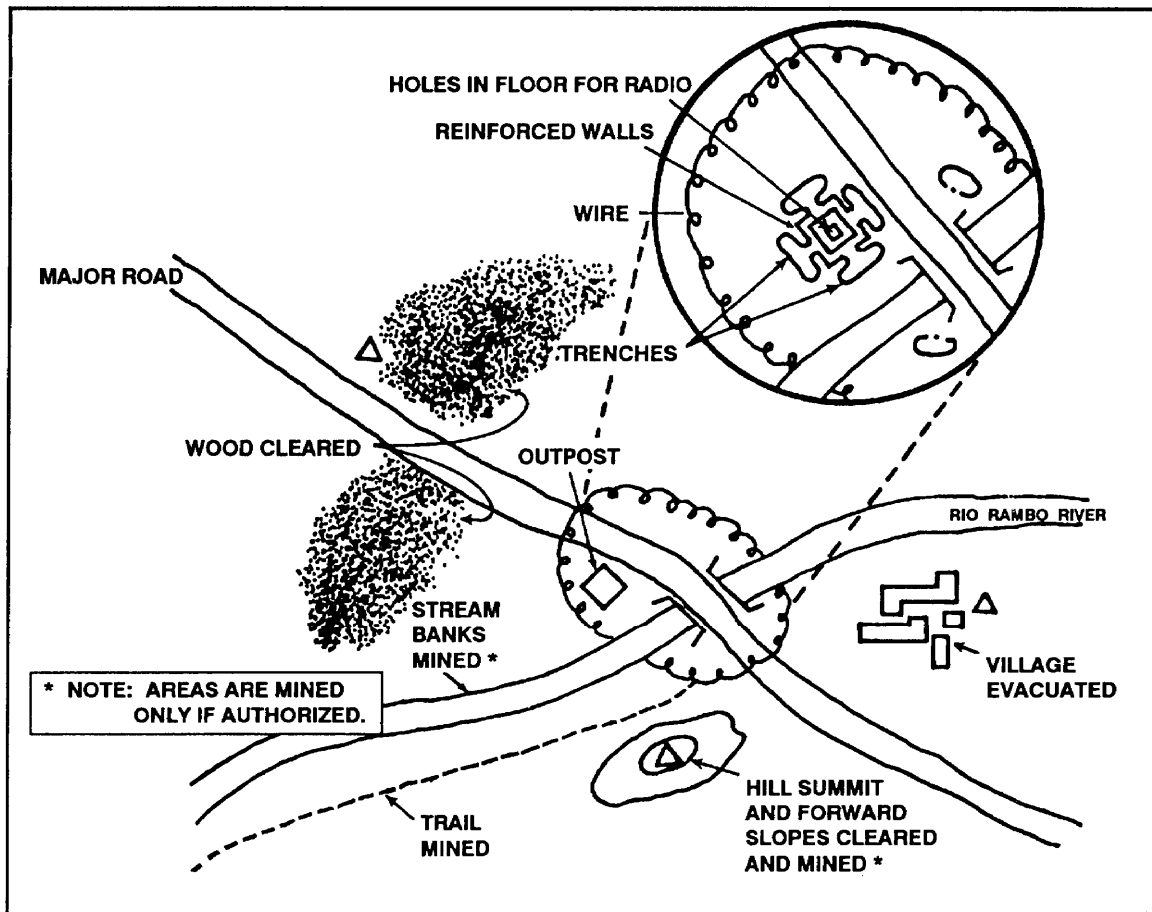 HOLES IN FLOOR FOR RADIO
REINFORCED WALLS
WIRE
MAJOR ROAD
TRENCHES
WOOD CLEARED
OUTPOST
RIO RAMBO RIVER
STREAM
BANKS
MINED *
VILLAGE
EVACUATED
* NOTE: AREAS ARE MINED
ONLY IF AUTHORIZED.
TRAIL
MINED
HILL SUMMIT
AND FORWARD
SLOPES CLEARED
AND MINED *